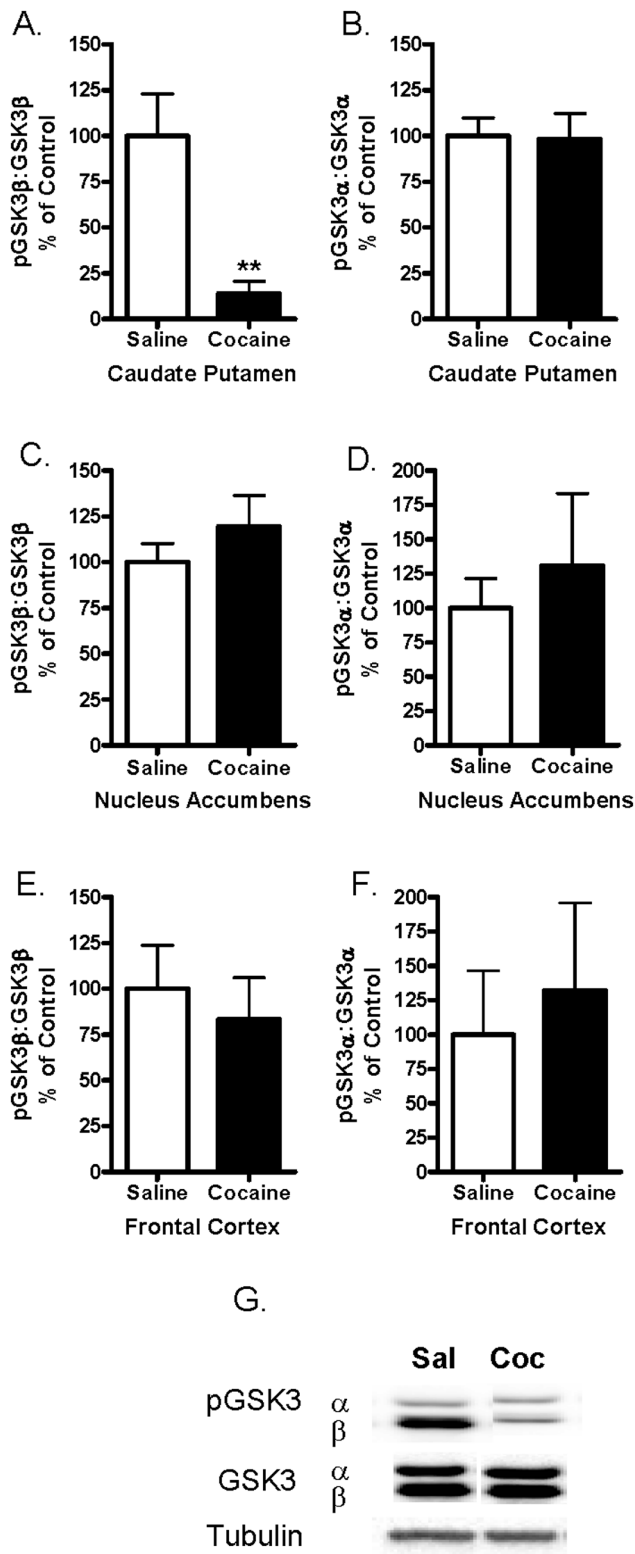 A.
pGSK3β:GSK3β
% of Control
150
125
100
75
50
25
0
**
Saline Cocaine
Caudate Putamen
B.
pGSK3α:GSK3α
% of Control
150
125
100
75
50
25
0
Saline Cocaine
Caudate Putamen
C.
pGSK3β:GSK3β
% of Control
150
125
100
75
50
25
0
Saline Cocaine
Nucleus Accumbens
D.
pGSK3α:GSK3α
% of Control
200
175
150
125
100
75
50
25
0
Saline Cocaine
Nucleus Accumbens
E.
pGSK3β:GSK3β
% of Control
150
125
100
75
50
25
0
Saline Cocaine
Frontal Cortex
F.
pGSK3α:GSK3α
% of Control
200
175
150
125
100
75
50
25
0
Saline Cocaine
Frontal Cortex
G.
Sal Coc
pGSK3 α
β
GSK3 α
β
Tubulin